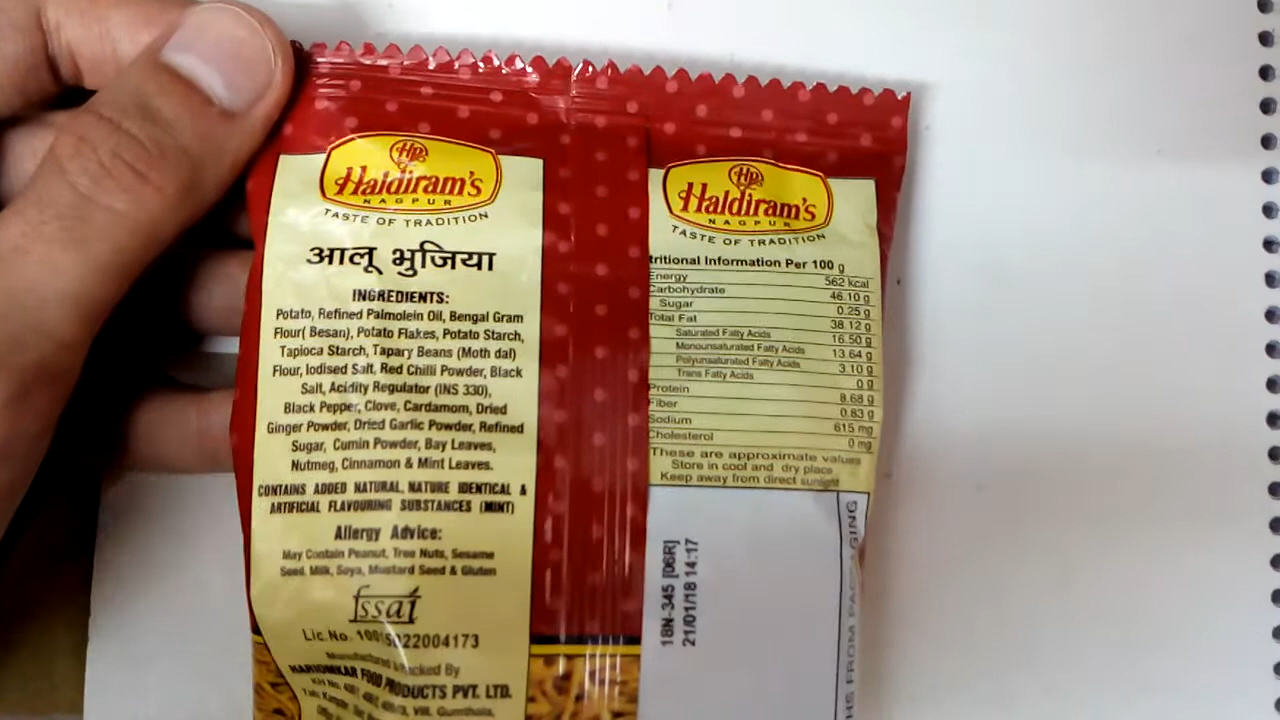 HR
Haldiram's
NAGPUR
TASTE OF TRADITION
आलू भुजिया
INGREDIENTS:
Potato, Refined Palmolein Oil, Bengal Gram
Flour( Besan), Potato Flakes, Potato Starch,
Tapioca Starch, Tapary Beans (Moth dal)
Flour, Iodised Salt, Red Chilli Powder, Black
Salt, Acidity Regulator (INS 330),
Black Pepper, Clove, Cardamom, Dried
Ginger Powder, Dried Garlic Powder, Refined
Sugar, Cumin Powder, Bay Leaves,
Nutmeg, Cinnamon & Mint Leaves.
CONTAINS ADDED NATURAL, NATURE IDENTICAL &
ARTIFICIAL FLAVOURING SUBSTANCES (MINT)
Allergy Advice:
May Contain Peanut, Tree Nuts, Sesame
Seed, Milk, Soya, Mustard Seed & Gluten
fssai
Lic.No. 10015022004173
Manufactured & Packed By
HARIOMKAR FOOD PRODUCTS PVT. LTD.
Vill. Gumthala,
HR
Haldiram's
NAGPUR
TASTE OF TRADITION
tritional Information Per 100 g
Energy 562 kcal
Carbohydrate 46.10 g
Sugar 0.25 g
Total Fat 38.12 g
Saturated Fatty Acids 16.50 g
Monounsaturated Fatty Acids 13.64 g
Polyunsaturated Fatty Acids 3.10 g
Trans Fatty Acids 0 g
Protein 8.68 g
Fiber 0.83 g
Sodium 615 mg
Cholesterol 0 mg
These are approximate values
Store in cool and dry place
Keep away from direct sunlight
18N-345 [06R]
21/01/18 14:17
HS FROM PACKAGING